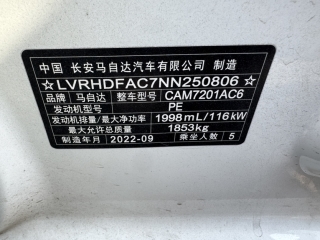 中国 长安马自达汽车有限公司 制造
☆LVRHDFAC7NN250806☆
品牌 马自达 整车型号 CAM7201AC6
发动机型号 PE
发动机排量/最大净功率 1998mL/116kW
最大允许总质量 1853kg
制造年月 2022-09 乘坐人数 5